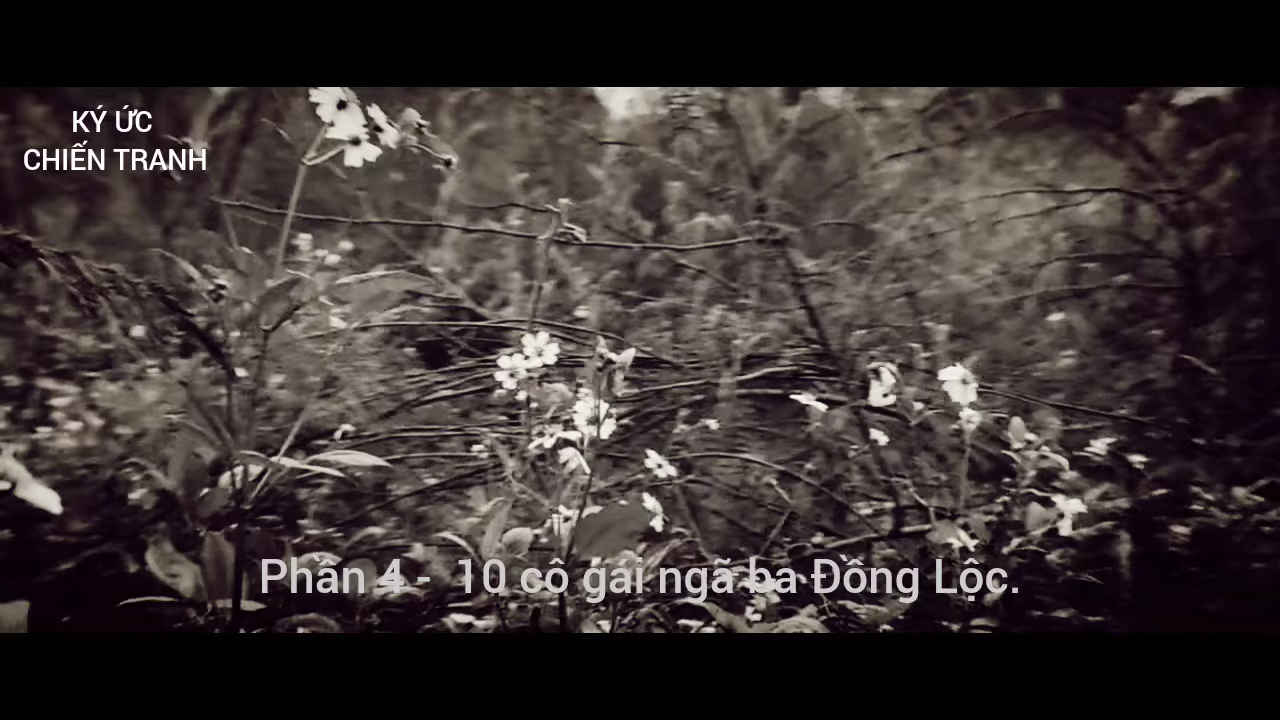 KÝ ỨC
CHIẾN TRANH
Phần 4 - 10 cô gái ngã ba Đồng Lộc.